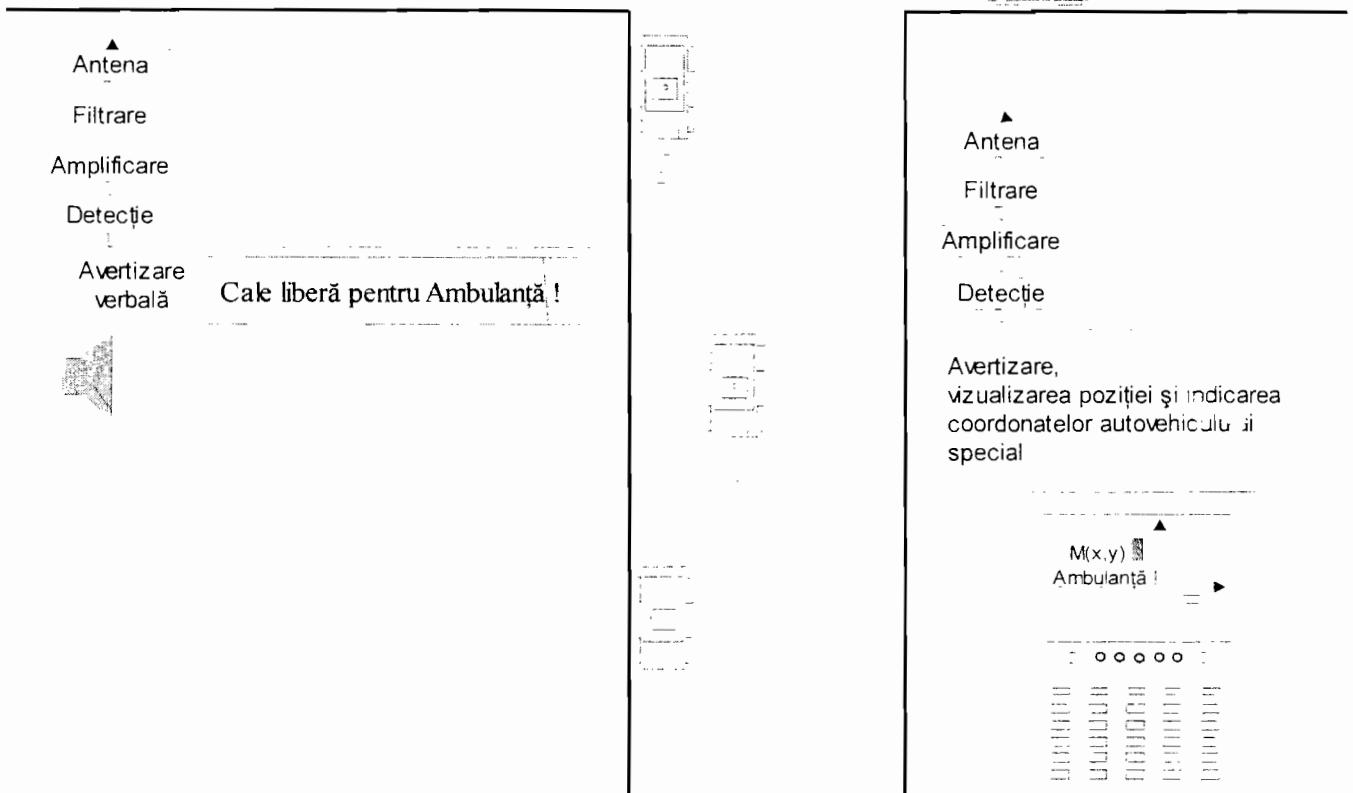 Antena
Filtrare
Amplificare
Detecție
Avertizare
verbală
Cale liberă pentru Ambulanță !
Antena
Filtrare
Amplificare
Detecție
Avertizare,
vizualizarea poziției şi indicarea
coordonatelor autovehiculului
special
M(x,y)
Ambulanță !